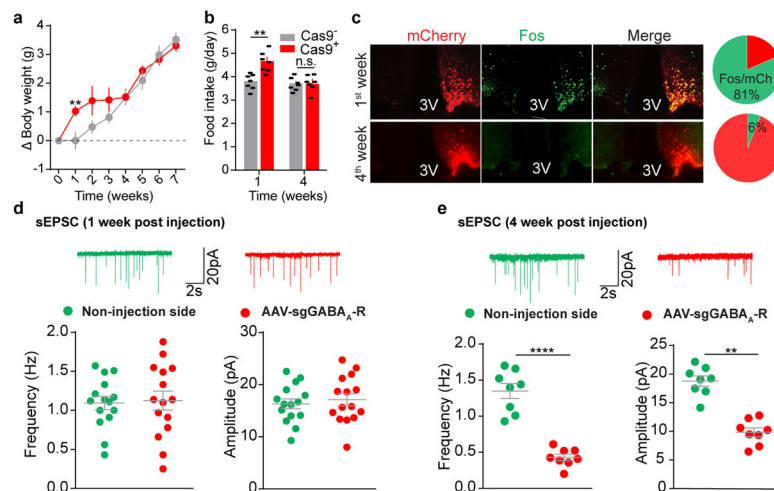 a
Δ Body weight (g)
4
3
2
1
0
-1
**
0 1 2 3 4 5 6 7
Time (weeks)
b
Cas9-
Cas9+
Food intake (g/day)
8
6
4
2
0
**
n.s.
1 4
Time (weeks)
c
mCherry Fos Merge
1st week
3V 3V 3V
4th week
3V 3V 3V
Fos/mCh
81%
6%
d
sEPSC (1 week post injection)
20pA
2s
20pA
2s
Non-injection side
AAV-sgGABAA-R
Frequency (Hz)
2.0
1.5
1.0
0.5
0.0
Amplitude (pA)
30
20
10
0
e
sEPSC (4 week post injection)
20pA
2s
20pA
2s
Non-injection side
AAV-sgGABAA-R
Frequency (Hz)
2.0
1.5
1.0
0.5
0.0
****
Amplitude (pA)
25
20
15
10
5
0
**